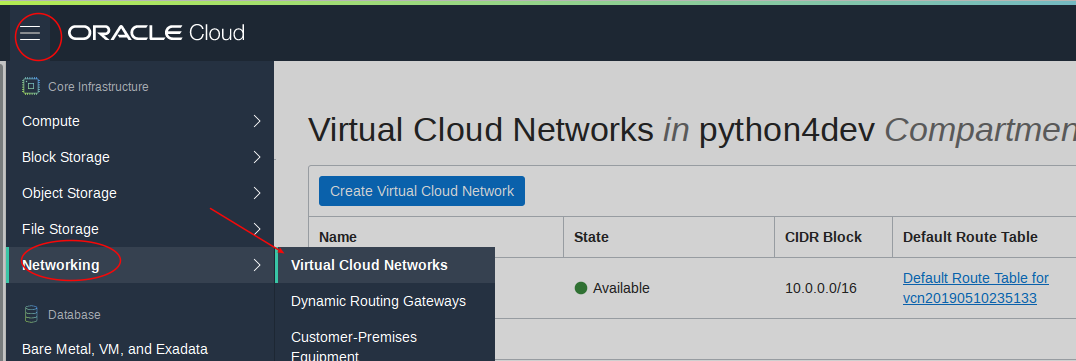 ORACLE Cloud
Core Infrastructure
Compute
Block Storage
Object Storage
File Storage
Networking
Database
Bare Metal, VM, and Exadata
Virtual Cloud Networks
Dynamic Routing Gateways
Customer-Premises
Equipment
Virtual Cloud Networks in python4dev Compartmen
Create Virtual Cloud Network
Name State CIDR Block Default Route Table
Available 10.0.0.0/16 Default Route Table for
vcn20190510235133